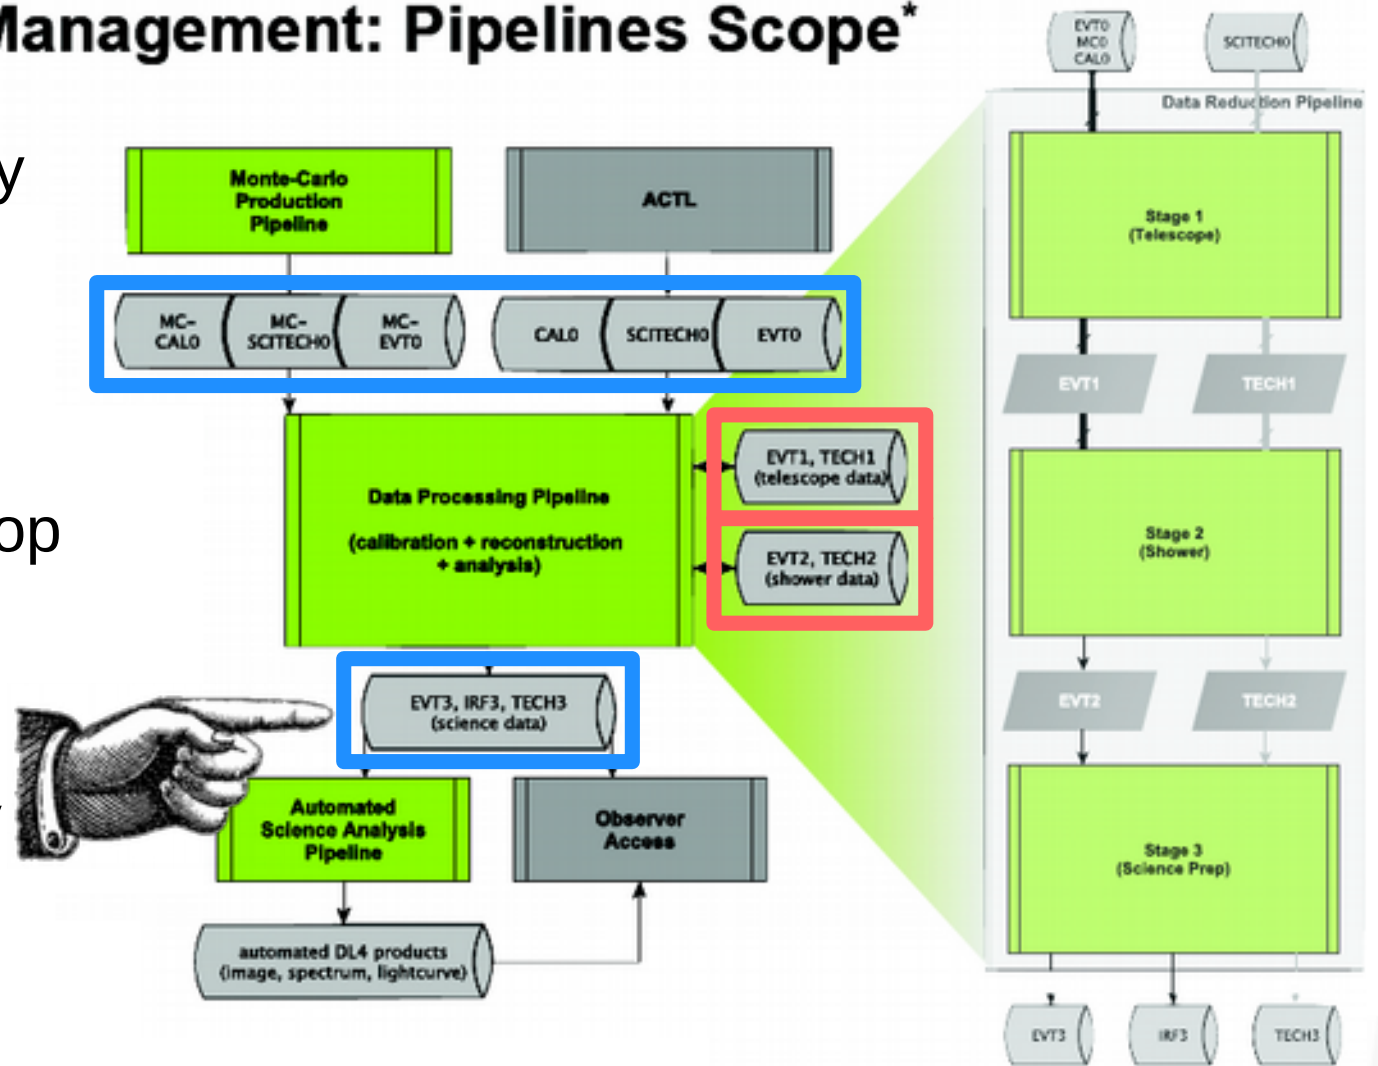 Management: Pipelines Scope*
y
op
Monte-Carlo
Production
Pipeline
ACTL
MC-
CAL0
MC-
SCITECH0
MC-
EVT0
CAL0
SCITECH0
EVT0
Data Processing Pipeline
(calibration + reconstruction
+ analysis)
EVT1, TECH1
(telescope data)
EVT2, TECH2
(shower data)
EVT3, IRF3, TECH3
(science data)
Automated
Science Analysis
Pipeline
Observer
Access
automated DL4 products
(image, spectrum, lightcurve)
EVT0
MC0
CAL0
SCITECH0
Data Reduction Pipeline
Stage 1
(Telescope)
EVT1
TECH1
Stage 2
(Shower)
EVT2
TECH2
Stage 3
(Science Prep)
EVT3
IRF3
TECH3